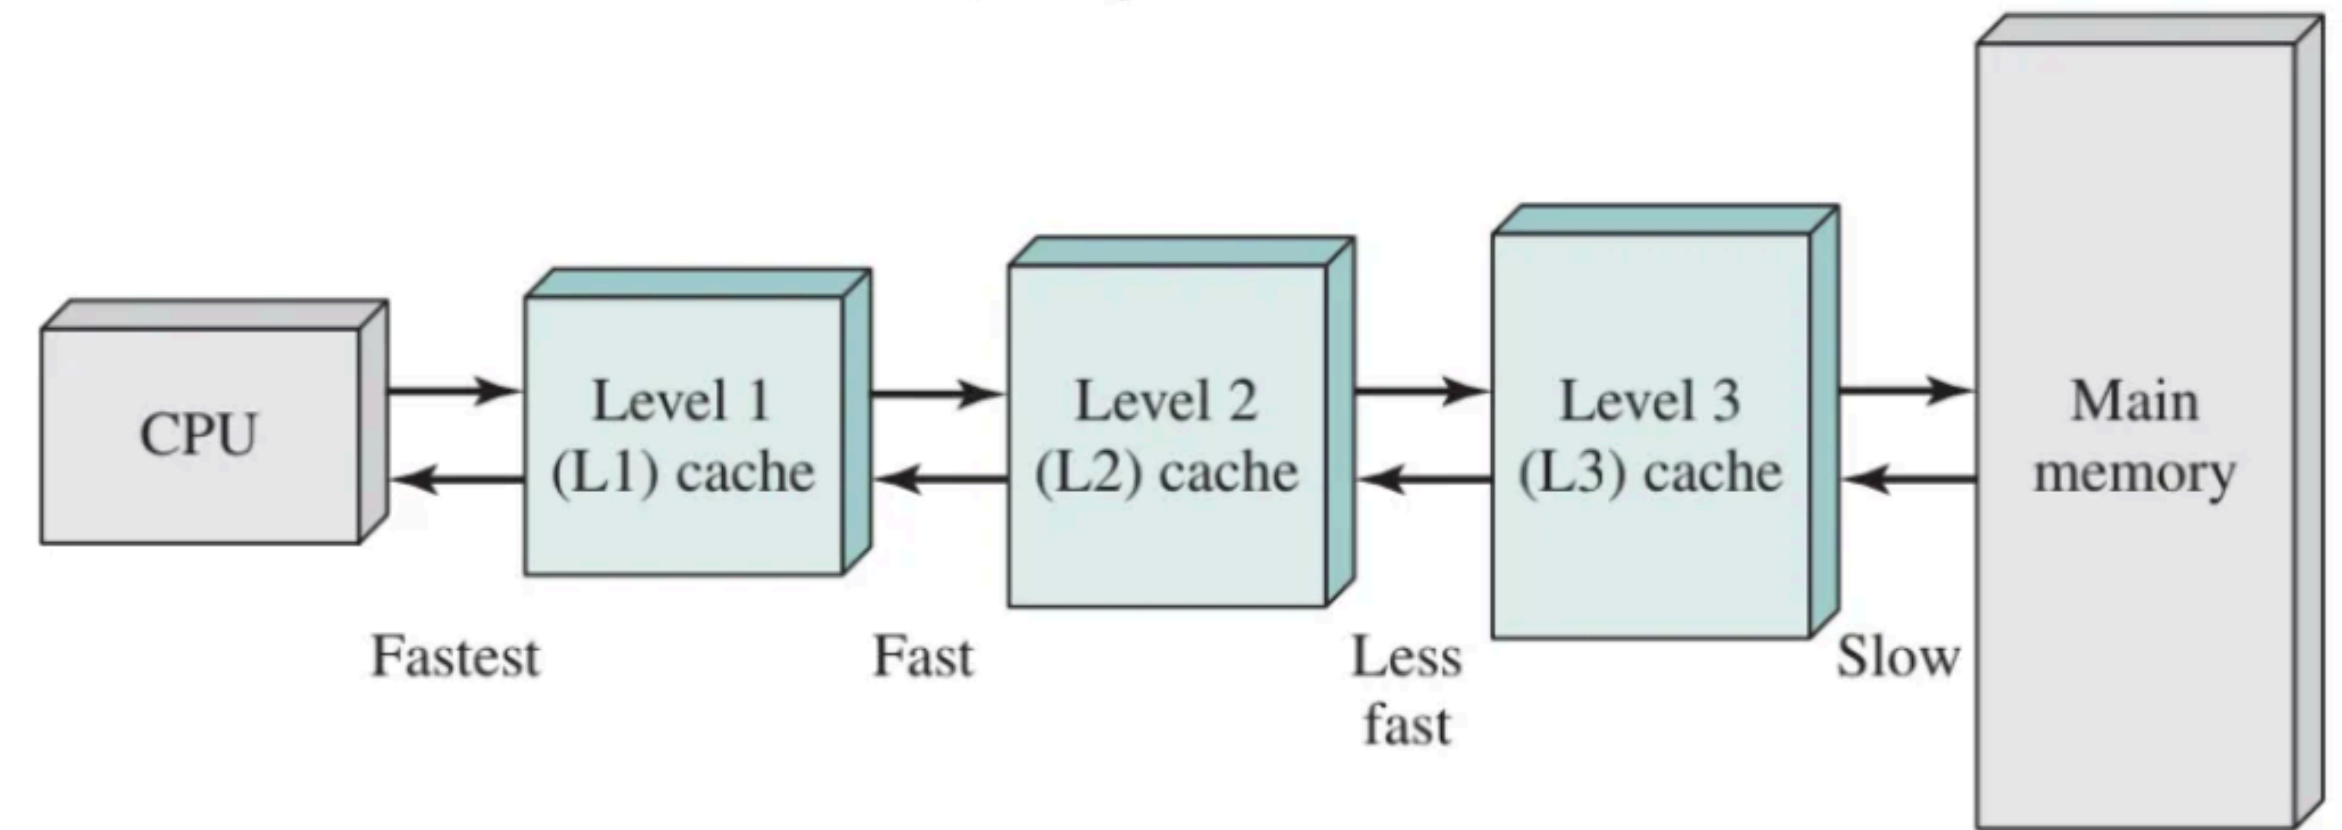 CPU
Level 1
(L1) cache
Level 2
(L2) cache
Level 3
(L3) cache
Main
memory
Fastest
Fast
Less
fast
Slow